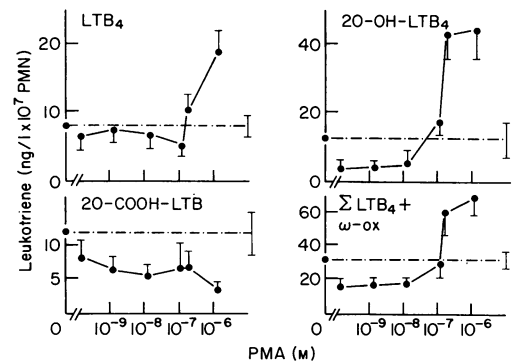 LTB4
20
10
0
20-OH-LTB4
40
20
0
Leukotriene (ng/1x10⁷ PMN)
20-COOH-LTB
10
5
0 10⁻⁹ 10⁻⁸ 10⁻⁷ 10⁻⁶
Σ LTB4 +
ω-ox
60
40
20
0 10⁻⁹ 10⁻⁸ 10⁻⁷ 10⁻⁶
PMA (M)